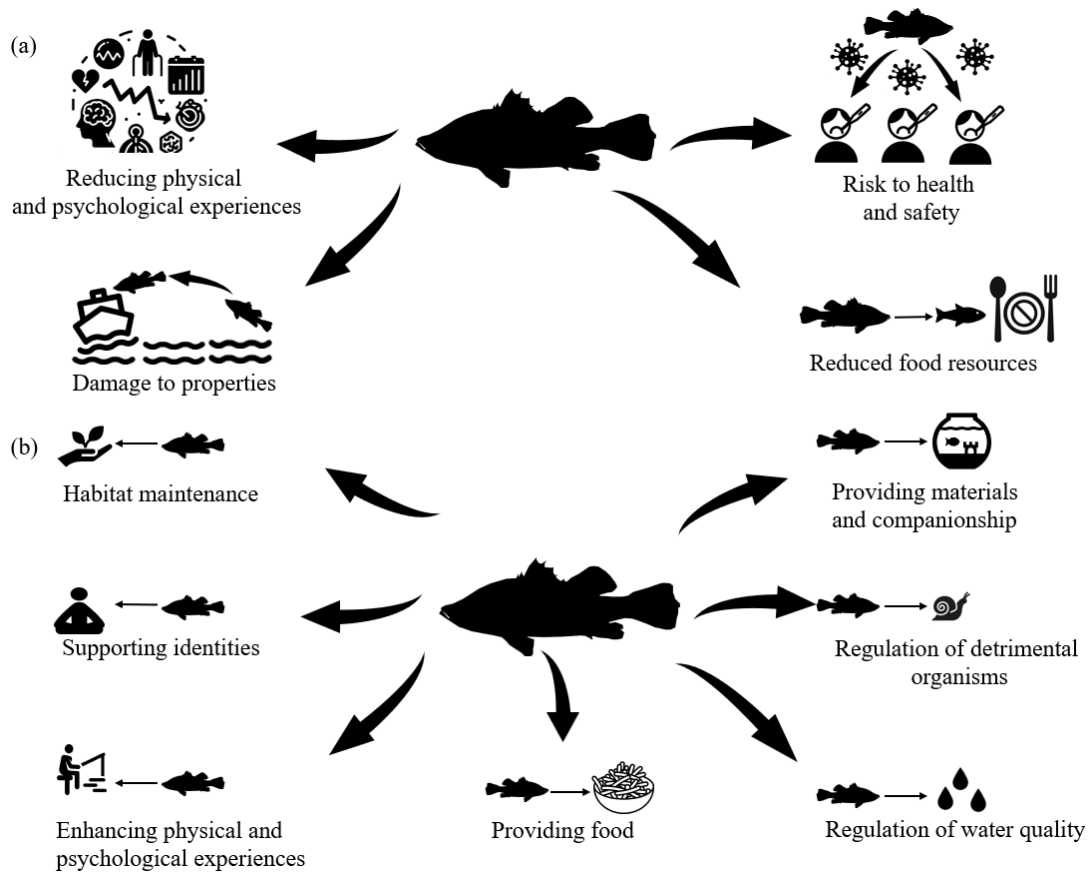 (a)
Reducing physical
and psychological experiences
Risk to health
and safety
Damage to properties
Reduced food resources
(b)
Habitat maintenance
Providing materials
and companionship
Supporting identities
Regulation of detrimental
organisms
Enhancing physical and
psychological experiences
Providing food
Regulation of water quality